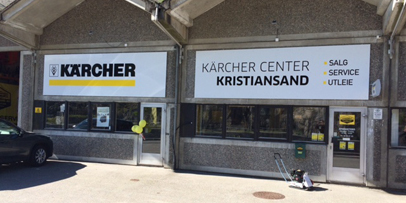 KÄRCHER
KÄRCHER CENTER
KRISTIANSAND
SALG
SERVICE
UTLEIE